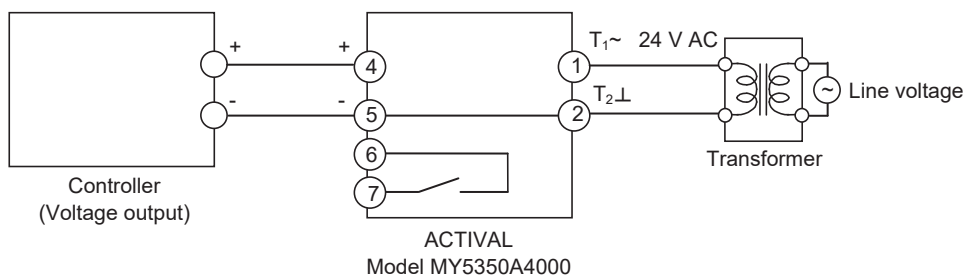 T₁~ 24 V AC
+ + 4 1
- - 5 T₂⊥ 2
~ Line voltage
6
7
Transformer
Controller
(Voltage output)
ACTIVAL
Model MY5350A4000